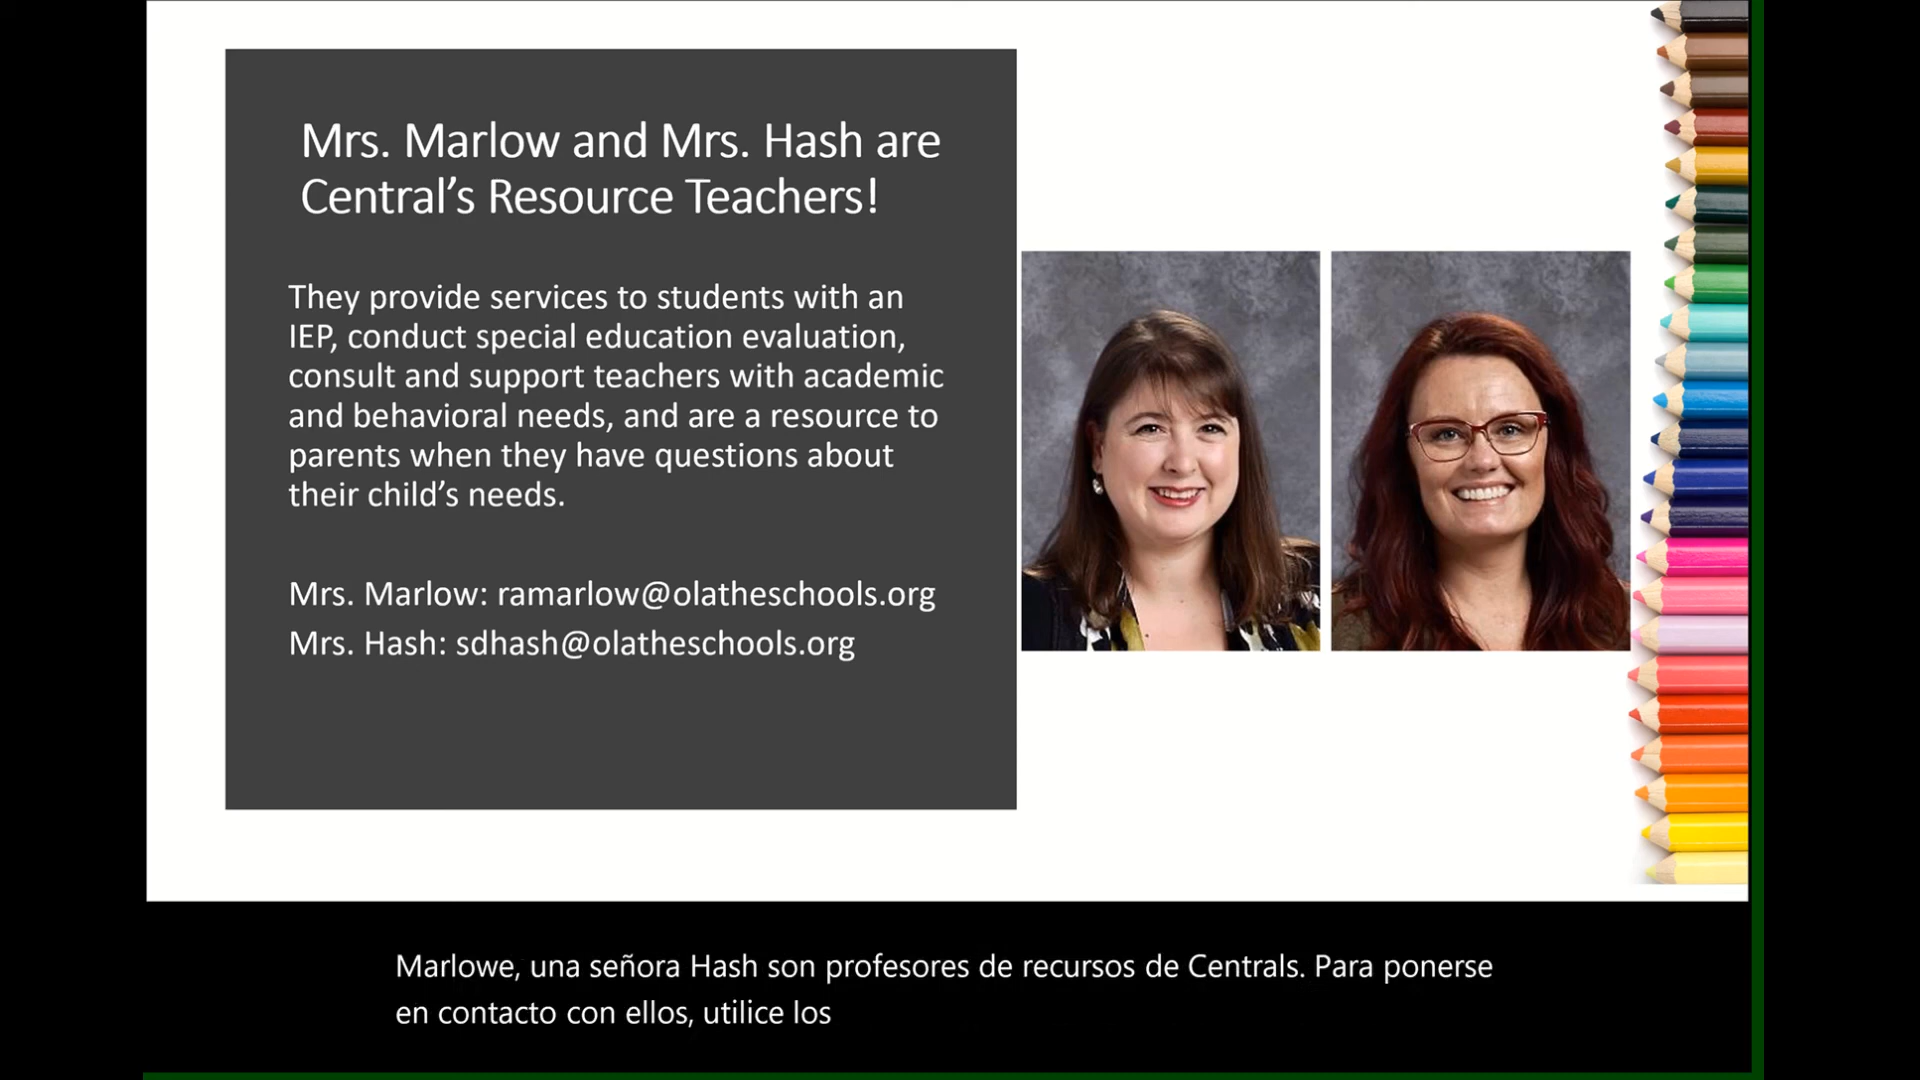 Mrs. Marlow and Mrs. Hash are
Central’s Resource Teachers!
They provide services to students with an
IEP, conduct special education evaluation,
consult and support teachers with academic
and behavioral needs, and are a resource to
parents when they have questions about
their child’s needs.
Mrs. Marlow: ramarlow@olatheschools.org
Mrs. Hash: sdhash@olatheschools.org
Marlowe, una señora Hash son profesores de recursos de Centrals. Para ponerse
en contacto con ellos, utilice los